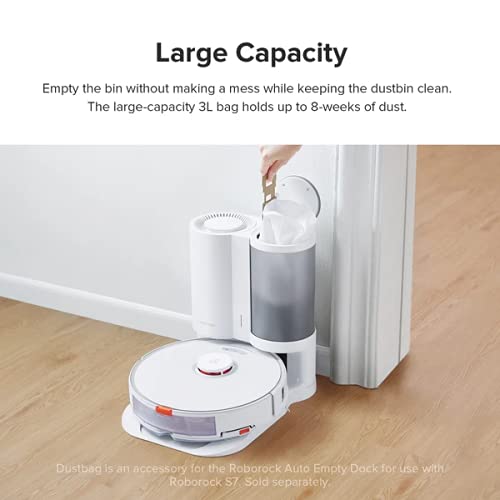 Large Capacity
Empty the bin without making a mess while keeping the dustbin clean.
The large-capacity 3L bag holds up to 8-weeks of dust.
Dustbag is an accessory for the Roborock Auto Empty Dock for use with
Roborock S7. Sold separately.